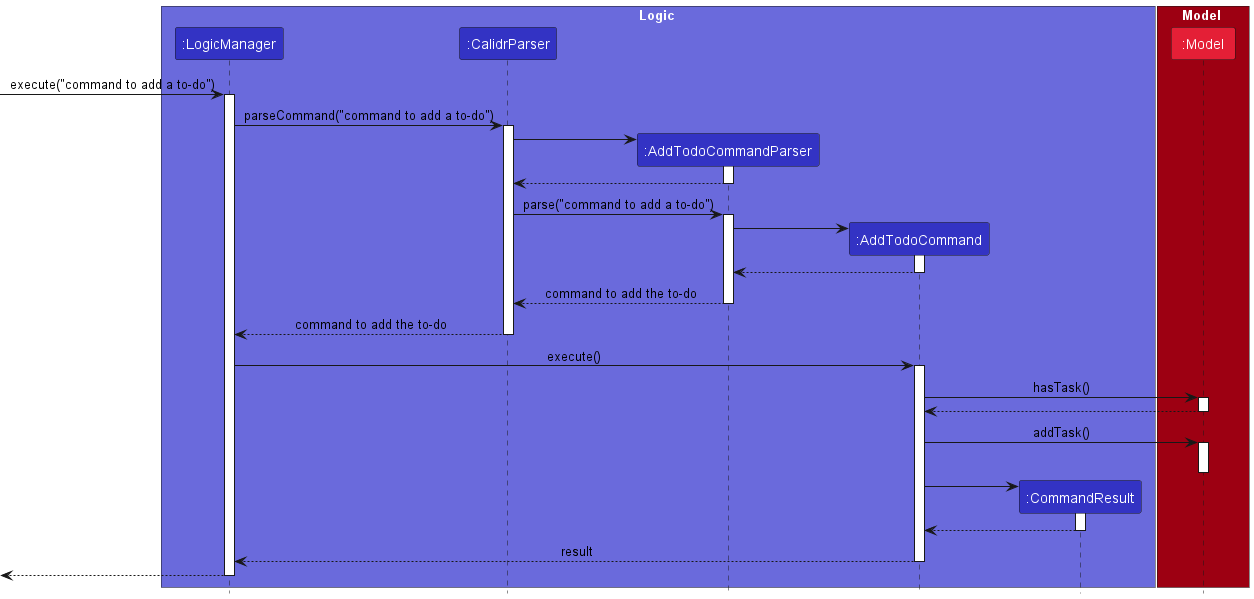 Logic
Model
:LogicManager
:CalidrParser
:Model
execute("command to add a to-do")
parseCommand("command to add a to-do")
:AddTodoCommandParser
parse("command to add a to-do")
:AddTodoCommand
command to add the to-do
command to add the to-do
execute()
hasTask()
addTask()
:CommandResult
result